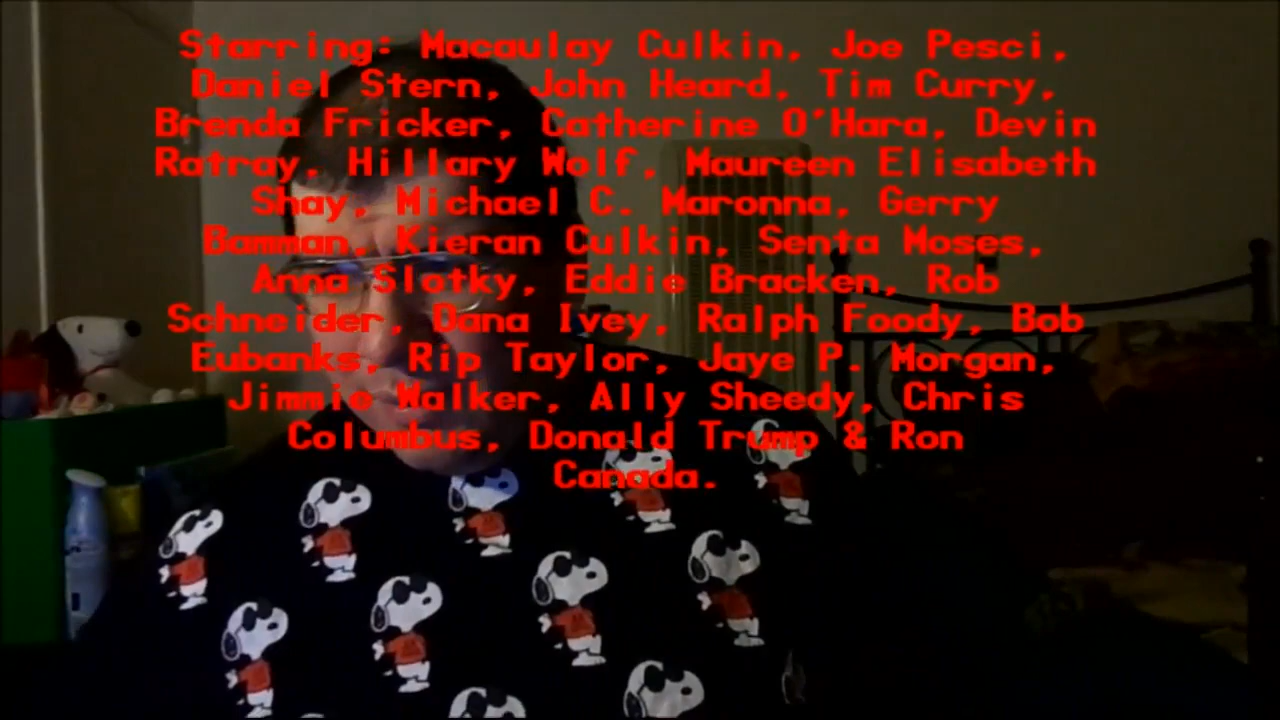 Starring: Macaulay Culkin, Joe Pesci,
Daniel Stern, John Heard, Tim Curry,
Brenda Fricker, Catherine O'Hara, Devin
Ratray, Hillary Wolf, Maureen Elisabeth
Shay, Michael C. Maronna, Gerry
Bamman, Kieran Culkin, Senta Moses,
Anna Slotky, Eddie Bracken, Rob
Schneider, Dana Ivey, Ralph Foody, Bob
Eubanks, Rip Taylor, Jaye P. Morgan,
Jimmie Walker, Ally Sheedy, Chris
Columbus, Donald Trump & Ron
Canada.